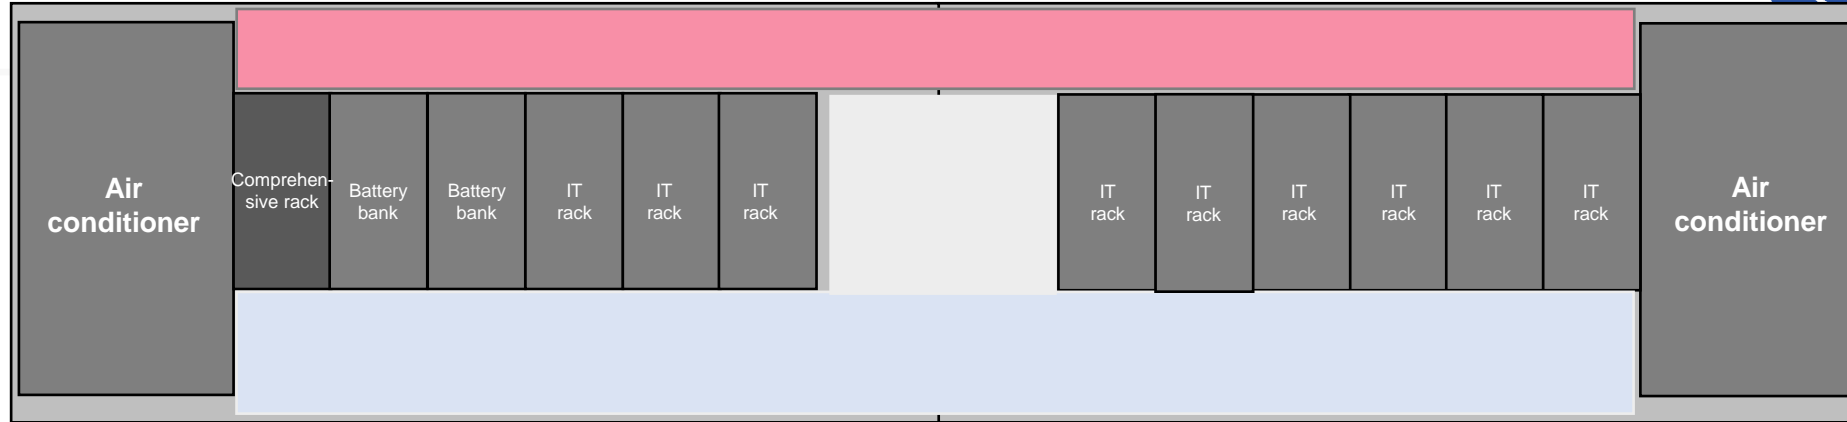 Air
conditioner
Comprehen-
sive rack
Battery
bank
Battery
bank
IT
rack
IT
rack
IT
rack
IT
rack
IT
rack
IT
rack
IT
rack
IT
rack
IT
rack
Air
conditioner